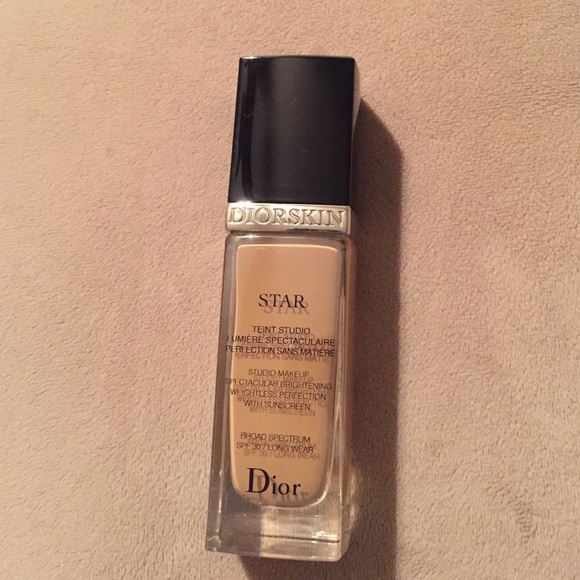 DIORSKIN
STAR
TEINT STUDIO
LUMIÈRE SPECTACULAIRE
PERFECTION SANS MATIÈRE
STUDIO MAKEUP
SPECTACULAR BRIGHTENING
WEIGHTLESS PERFECTION
WITH SUNSCREEN
BROAD SPECTRUM
SPF 30 / LONG WEAR
Dior